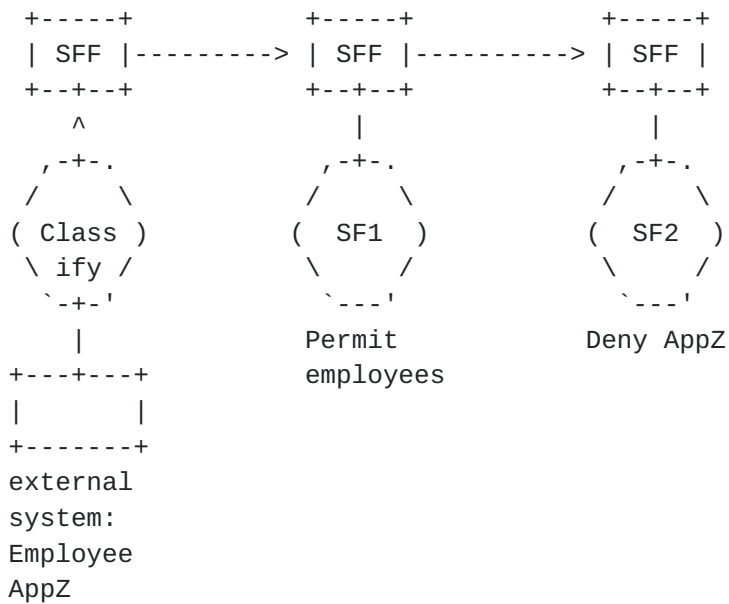 +-----+            +-----+             +-----+
 | SFF |---------> | SFF |----------> | SFF |
 +--+--+            +--+--+             +--+--+
    ^                  |                   |
  ,-+-.              ,-+-.               ,-+-.
 /     \            /     \             /     \
( Class )          (  SF1  )           (  SF2  )
 \ ify /            \     /             \     /
  `-+-'              `---'               `---'
    |              Permit            Deny AppZ
+---+---+          employees
|       |
+-------+
external
system:
Employee
AppZ